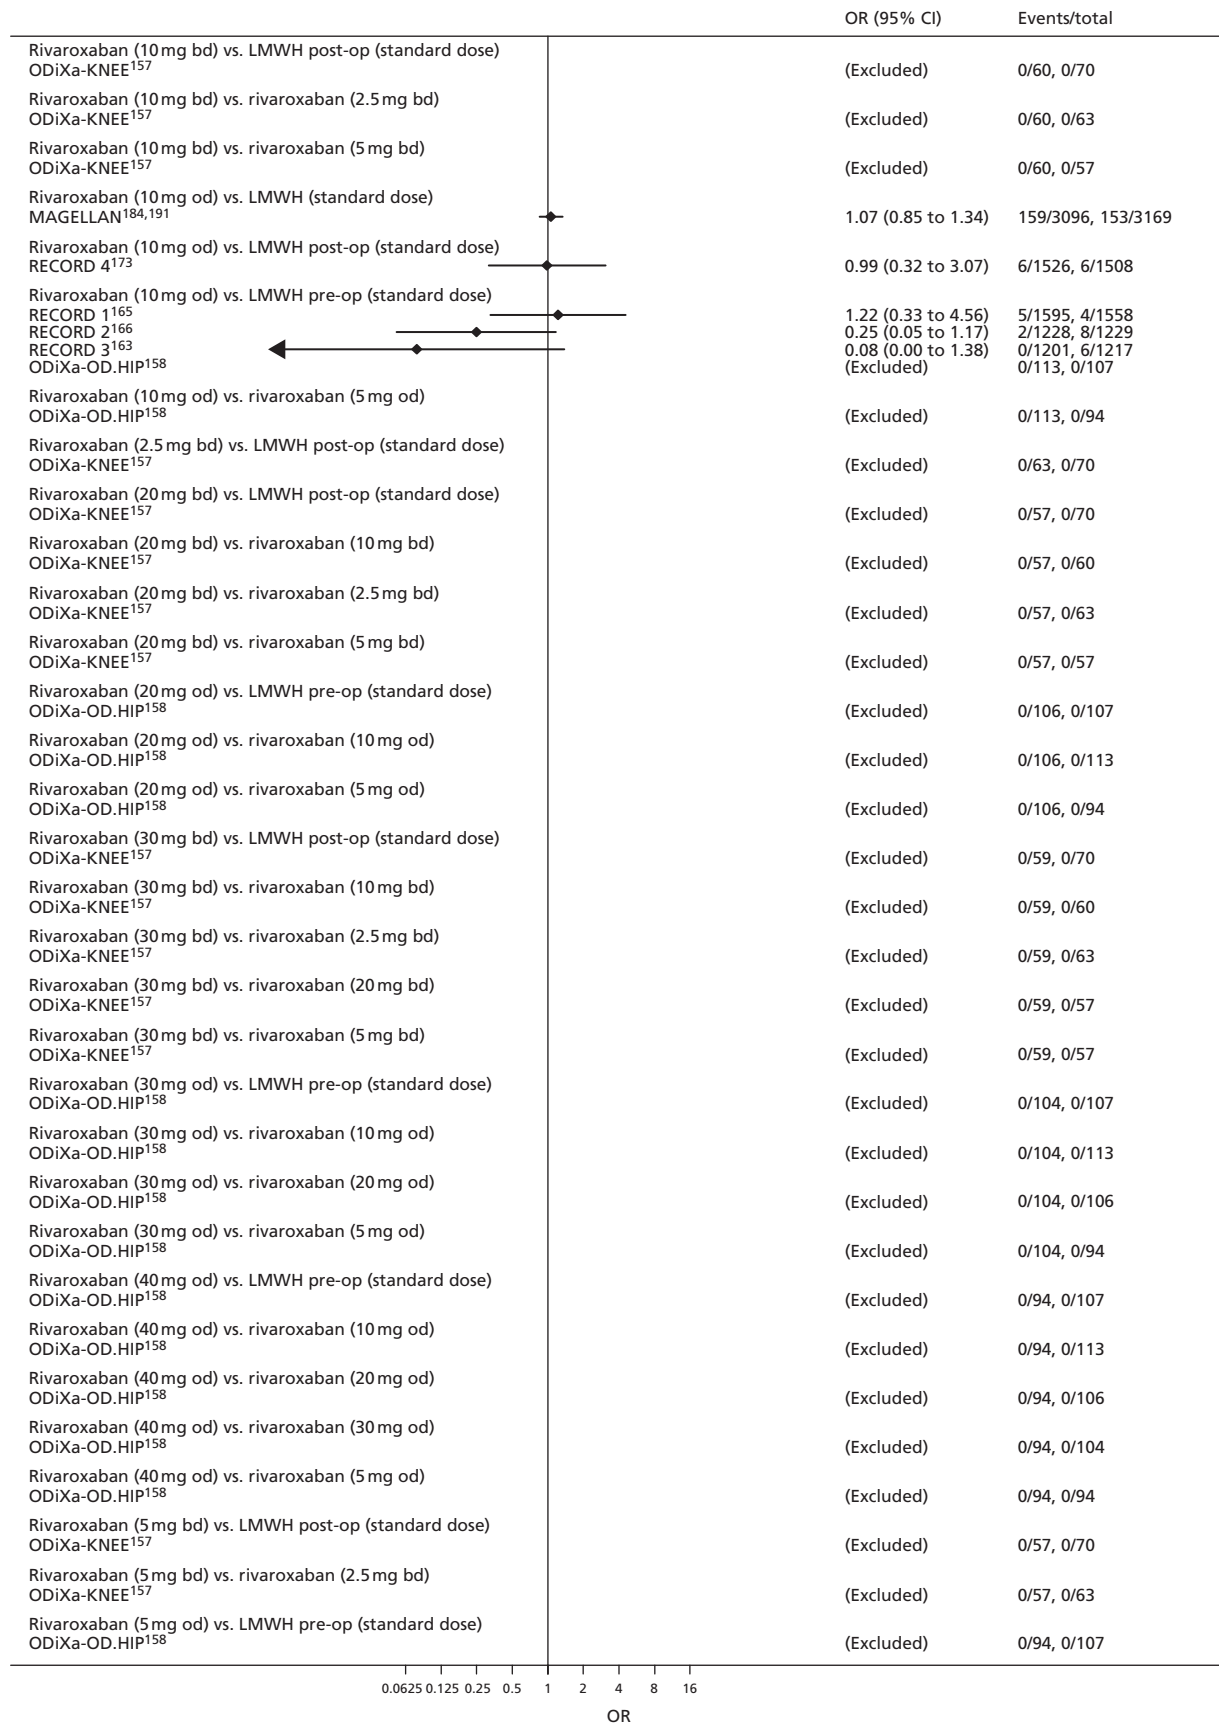 OR (95% CI) Events/total
Rivaroxaban (10 mg bd) vs. LMWH post-op (standard dose)
ODiXa-KNEE157 (Excluded) 0/60, 0/70
Rivaroxaban (10 mg bd) vs. rivaroxaban (2.5 mg bd)
ODiXa-KNEE157 (Excluded) 0/60, 0/63
Rivaroxaban (10 mg bd) vs. rivaroxaban (5 mg bd)
ODiXa-KNEE157 (Excluded) 0/60, 0/57
Rivaroxaban (10 mg od) vs. LMWH (standard dose)
MAGELLAN184,191 1.07 (0.85 to 1.34) 159/3096, 153/3169
Rivaroxaban (10 mg od) vs. LMWH post-op (standard dose)
RECORD 4173 0.99 (0.32 to 3.07) 6/1526, 6/1508
Rivaroxaban (10 mg od) vs. LMWH pre-op (standard dose)
RECORD 1165 1.22 (0.33 to 4.56) 5/1595, 4/1558
RECORD 2166 0.25 (0.05 to 1.17) 2/1228, 8/1229
RECORD 3163 0.08 (0.00 to 1.38) 0/1201, 6/1217
ODiXa-OD.HIP158 (Excluded) 0/113, 0/107
Rivaroxaban (10 mg od) vs. rivaroxaban (5 mg od)
ODiXa-OD.HIP158 (Excluded) 0/113, 0/94
Rivaroxaban (2.5 mg bd) vs. LMWH post-op (standard dose)
ODiXa-KNEE157 (Excluded) 0/63, 0/70
Rivaroxaban (20 mg bd) vs. LMWH post-op (standard dose)
ODiXa-KNEE157 (Excluded) 0/57, 0/70
Rivaroxaban (20 mg bd) vs. rivaroxaban (10 mg bd)
ODiXa-KNEE157 (Excluded) 0/57, 0/60
Rivaroxaban (20 mg bd) vs. rivaroxaban (2.5 mg bd)
ODiXa-KNEE157 (Excluded) 0/57, 0/63
Rivaroxaban (20 mg bd) vs. rivaroxaban (5 mg bd)
ODiXa-KNEE157 (Excluded) 0/57, 0/57
Rivaroxaban (20 mg od) vs. LMWH pre-op (standard dose)
ODiXa-OD.HIP158 (Excluded) 0/106, 0/107
Rivaroxaban (20 mg od) vs. rivaroxaban (10 mg od)
ODiXa-OD.HIP158 (Excluded) 0/106, 0/113
Rivaroxaban (20 mg od) vs. rivaroxaban (5 mg od)
ODiXa-OD.HIP158 (Excluded) 0/106, 0/94
Rivaroxaban (30 mg bd) vs. LMWH post-op (standard dose)
ODiXa-KNEE157 (Excluded) 0/59, 0/70
Rivaroxaban (30 mg bd) vs. rivaroxaban (10 mg bd)
ODiXa-KNEE157 (Excluded) 0/59, 0/60
Rivaroxaban (30 mg bd) vs. rivaroxaban (2.5 mg bd)
ODiXa-KNEE157 (Excluded) 0/59, 0/63
Rivaroxaban (30 mg bd) vs. rivaroxaban (20 mg bd)
ODiXa-KNEE157 (Excluded) 0/59, 0/57
Rivaroxaban (30 mg bd) vs. rivaroxaban (5 mg bd)
ODiXa-KNEE157 (Excluded) 0/59, 0/57
Rivaroxaban (30 mg od) vs. LMWH pre-op (standard dose)
ODiXa-OD.HIP158 (Excluded) 0/104, 0/107
Rivaroxaban (30 mg od) vs. rivaroxaban (10 mg od)
ODiXa-OD.HIP158 (Excluded) 0/104, 0/113
Rivaroxaban (30 mg od) vs. rivaroxaban (20 mg od)
ODiXa-OD.HIP158 (Excluded) 0/104, 0/106
Rivaroxaban (30 mg od) vs. rivaroxaban (5 mg od)
ODiXa-OD.HIP158 (Excluded) 0/104, 0/94
Rivaroxaban (40 mg od) vs. LMWH pre-op (standard dose)
ODiXa-OD.HIP158 (Excluded) 0/94, 0/107
Rivaroxaban (40 mg od) vs. rivaroxaban (10 mg od)
ODiXa-OD.HIP158 (Excluded) 0/94, 0/113
Rivaroxaban (40 mg od) vs. rivaroxaban (20 mg od)
ODiXa-OD.HIP158 (Excluded) 0/94, 0/106
Rivaroxaban (40 mg od) vs. rivaroxaban (30 mg od)
ODiXa-OD.HIP158 (Excluded) 0/94, 0/104
Rivaroxaban (40 mg od) vs. rivaroxaban (5 mg od)
ODiXa-OD.HIP158 (Excluded) 0/94, 0/94
Rivaroxaban (5 mg bd) vs. LMWH post-op (standard dose)
ODiXa-KNEE157 (Excluded) 0/57, 0/70
Rivaroxaban (5 mg bd) vs. rivaroxaban (2.5 mg bd)
ODiXa-KNEE157 (Excluded) 0/57, 0/63
Rivaroxaban (5 mg od) vs. LMWH pre-op (standard dose)
ODiXa-OD.HIP158 (Excluded) 0/94, 0/107
0.0625 0.125 0.25 0.5 1 2 4 8 16
OR